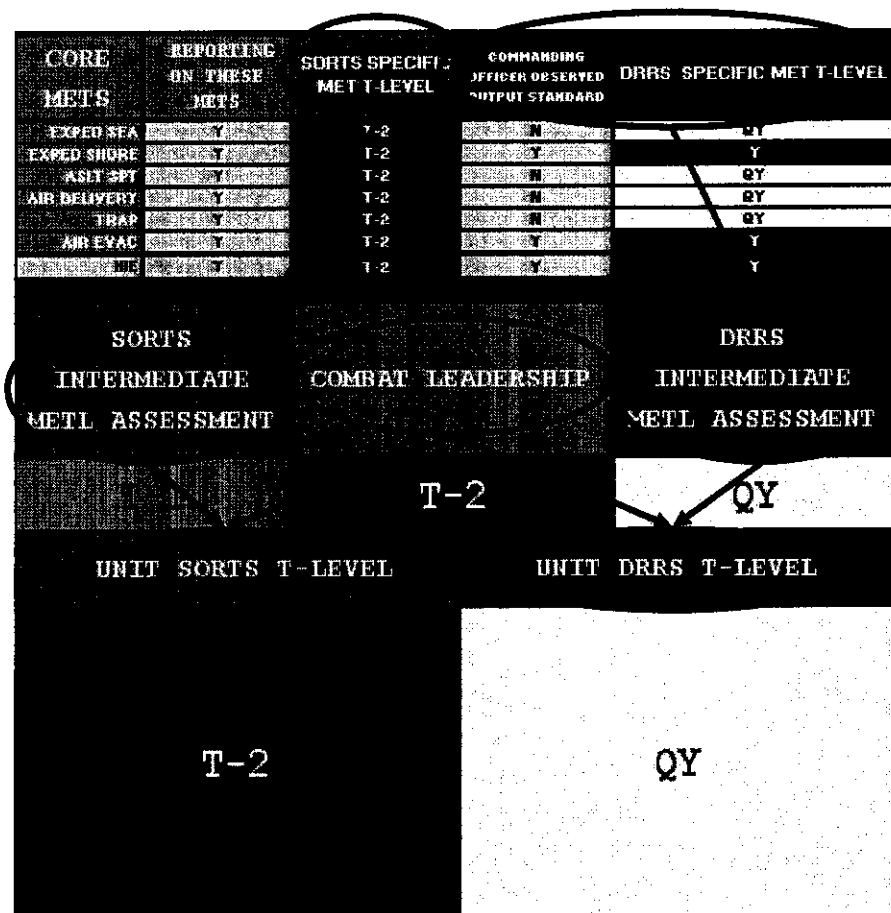 CORE METS
REPORTING ON THESE METS
SORTS SPECIFIC MET T-LEVEL
COMMANDING OFFICER OBSERVED OUTPUT STANDARD
DRRS SPECIFIC MET T-LEVEL
EXPED SEA Y T-2 N QY
EXPED SHORE Y T-2 Y Y
ASLT SPT Y T-2 N QY
AIR DELIVERY Y T-2 N QY
TRAP Y T-2 N QY
AIR EVAC Y T-2 Y Y
Y T-2 Y Y
SORTS
INTERMEDIATE
METL ASSESSMENT
COMBAT LEADERSHIP
DRRS
INTERMEDIATE
METL ASSESSMENT
T-2
QY
UNIT SORTS T-LEVEL
UNIT DRRS T-LEVEL
T-2
QY